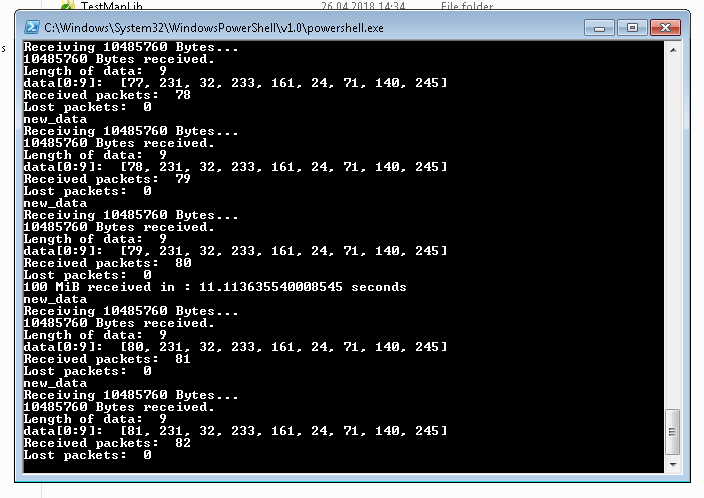 TestManLib
26.04.2018 14:34
File folder
s
C:\Windows\System32\WindowsPowerShell\v1.0\powershell.exe
Receiving 10485760 Bytes...
10485760 Bytes received.
Length of data:  9
data[0:9]:  [77, 231, 32, 233, 161, 24, 71, 140, 245]
Received packets:  78
Lost packets:  0
new_data
Receiving 10485760 Bytes...
10485760 Bytes received.
Length of data:  9
data[0:9]:  [78, 231, 32, 233, 161, 24, 71, 140, 245]
Received packets:  79
Lost packets:  0
new_data
Receiving 10485760 Bytes...
10485760 Bytes received.
Length of data:  9
data[0:9]:  [79, 231, 32, 233, 161, 24, 71, 140, 245]
Received packets:  80
Lost packets:  0
100 MiB received in : 11.113635540008545 seconds
new_data
Receiving 10485760 Bytes...
10485760 Bytes received.
Length of data:  9
data[0:9]:  [80, 231, 32, 233, 161, 24, 71, 140, 245]
Received packets:  81
Lost packets:  0
new_data
Receiving 10485760 Bytes...
10485760 Bytes received.
Length of data:  9
data[0:9]:  [81, 231, 32, 233, 161, 24, 71, 140, 245]
Received packets:  82
Lost packets:  0